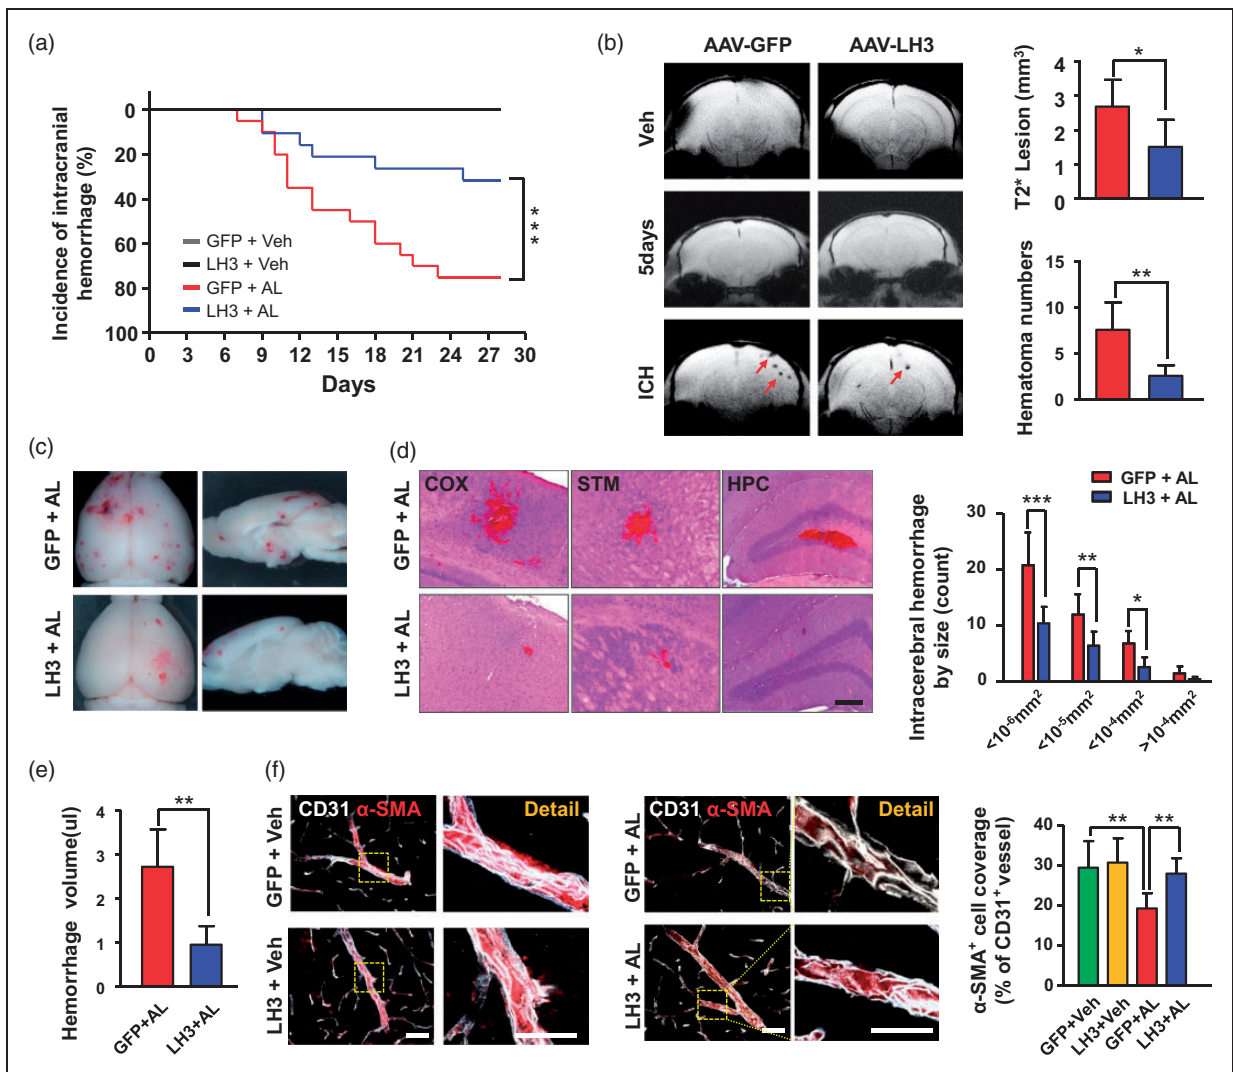 (a)
Incidence of intracranial
hemorrhage (%)
0
20
40
60
80
100
GFP + Veh
LH3 + Veh
GFP + AL
LH3 + AL
***
0 3 6 9 12 15 18 21 24 27 30
Days
(b)
AAV-GFP AAV-LH3
Veh
5days
ICH
T2* Lesion (mm³)
4
3
2
1
0
*
Hematoma numbers
15
10
5
0
**
(c)
GFP + AL
LH3 + AL
(d)
COX STM HPC
GFP + AL
LH3 + AL
GFP + AL
LH3 + AL
Intracerebral hemorrhage
by size (count)
30
20
10
0
*** ** *
<10⁻⁶mm² <10⁻⁵mm² <10⁻⁴mm² >10⁻⁴mm²
(e)
Hemorrhage volume(ul)
4
3
2
1
0
**
GFP+AL LH3+AL
(f)
CD31 α-SMA Detail
GFP + Veh
LH3 + Veh
CD31 α-SMA Detail
GFP + AL
LH3 + AL
α-SMA⁺ cell coverage
(% of CD31⁺ vessel)
40
30
20
10
0
** **
GFP+Veh LH3+Veh GFP+AL LH3+AL